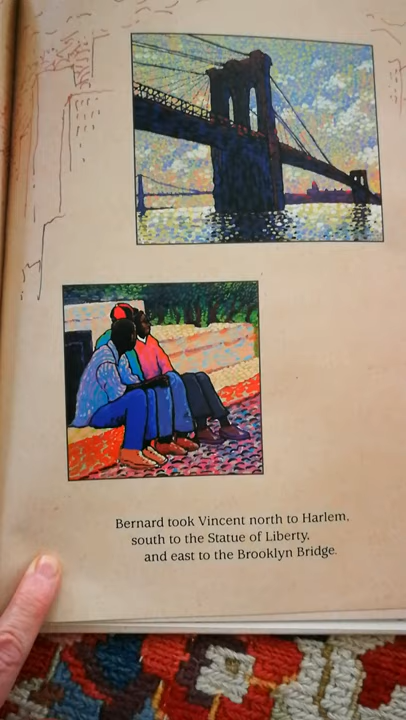 Bernard took Vincent north to Harlem,
south to the Statue of Liberty,
and east to the Brooklyn Bridge.